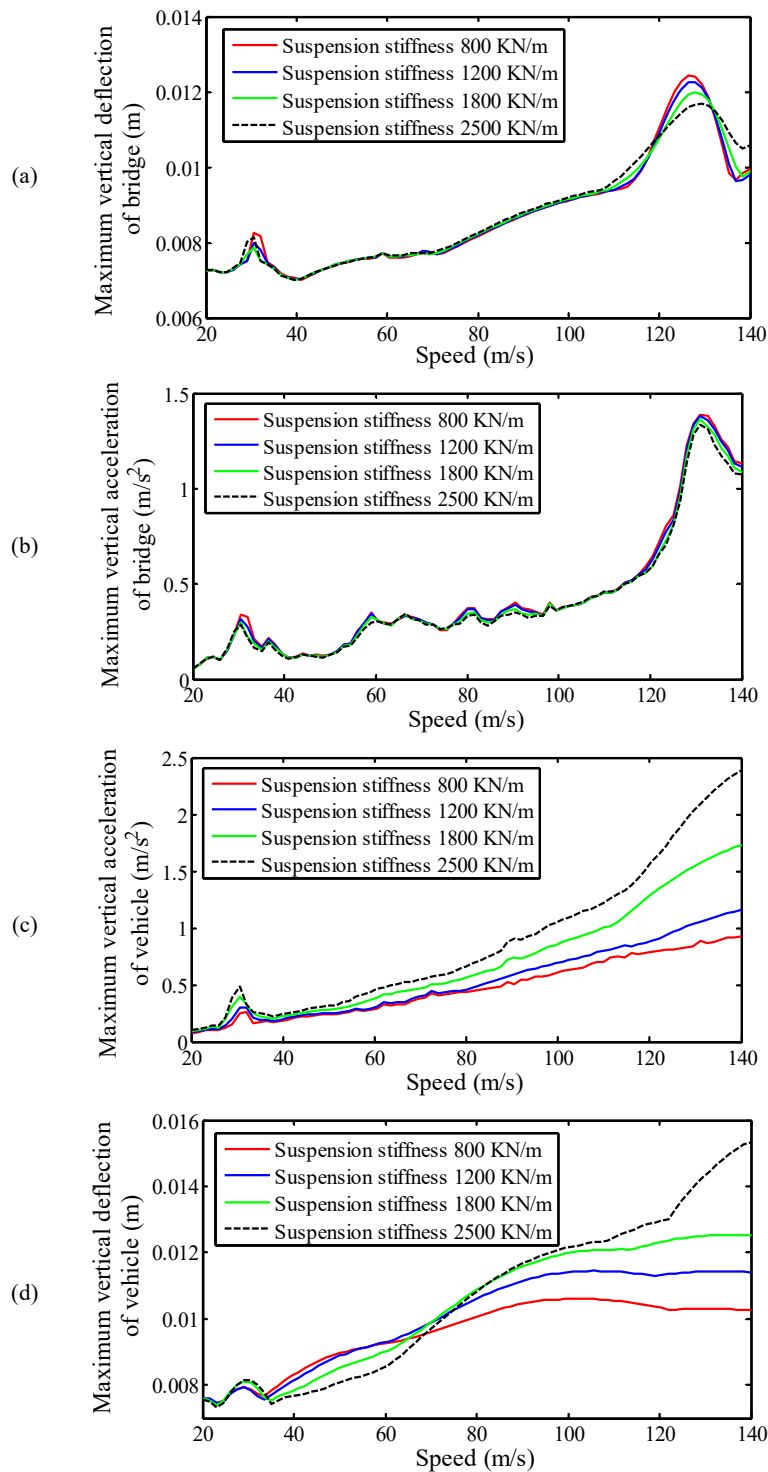 (a)
Maximum vertical deflection
of bridge (m)
0.014
0.012
0.01
0.008
0.006
Suspension stiffness 800 KN/m
Suspension stiffness 1200 KN/m
Suspension stiffness 1800 KN/m
Suspension stiffness 2500 KN/m
20 40 60 80 100 120 140
Speed (m/s)
(b)
Maximum vertical acceleration
of bridge (m/s²)
1.5
1
0.5
0
Suspension stiffness 800 KN/m
Suspension stiffness 1200 KN/m
Suspension stiffness 1800 KN/m
Suspension stiffness 2500 KN/m
20 40 60 80 100 120 140
Speed (m/s)
(c)
Maximum vertical acceleration
of vehicle (m/s²)
2.5
2
1.5
1
0.5
0
Suspension stiffness 800 KN/m
Suspension stiffness 1200 KN/m
Suspension stiffness 1800 KN/m
Suspension stiffness 2500 KN/m
20 40 60 80 100 120 140
Speed (m/s)
(d)
Maximum vertical deflection
of vehicle (m)
0.016
0.014
0.012
0.01
0.008
Suspension stiffness 800 KN/m
Suspension stiffness 1200 KN/m
Suspension stiffness 1800 KN/m
Suspension stiffness 2500 KN/m
20 40 60 80 100 120 140
Speed (m/s)